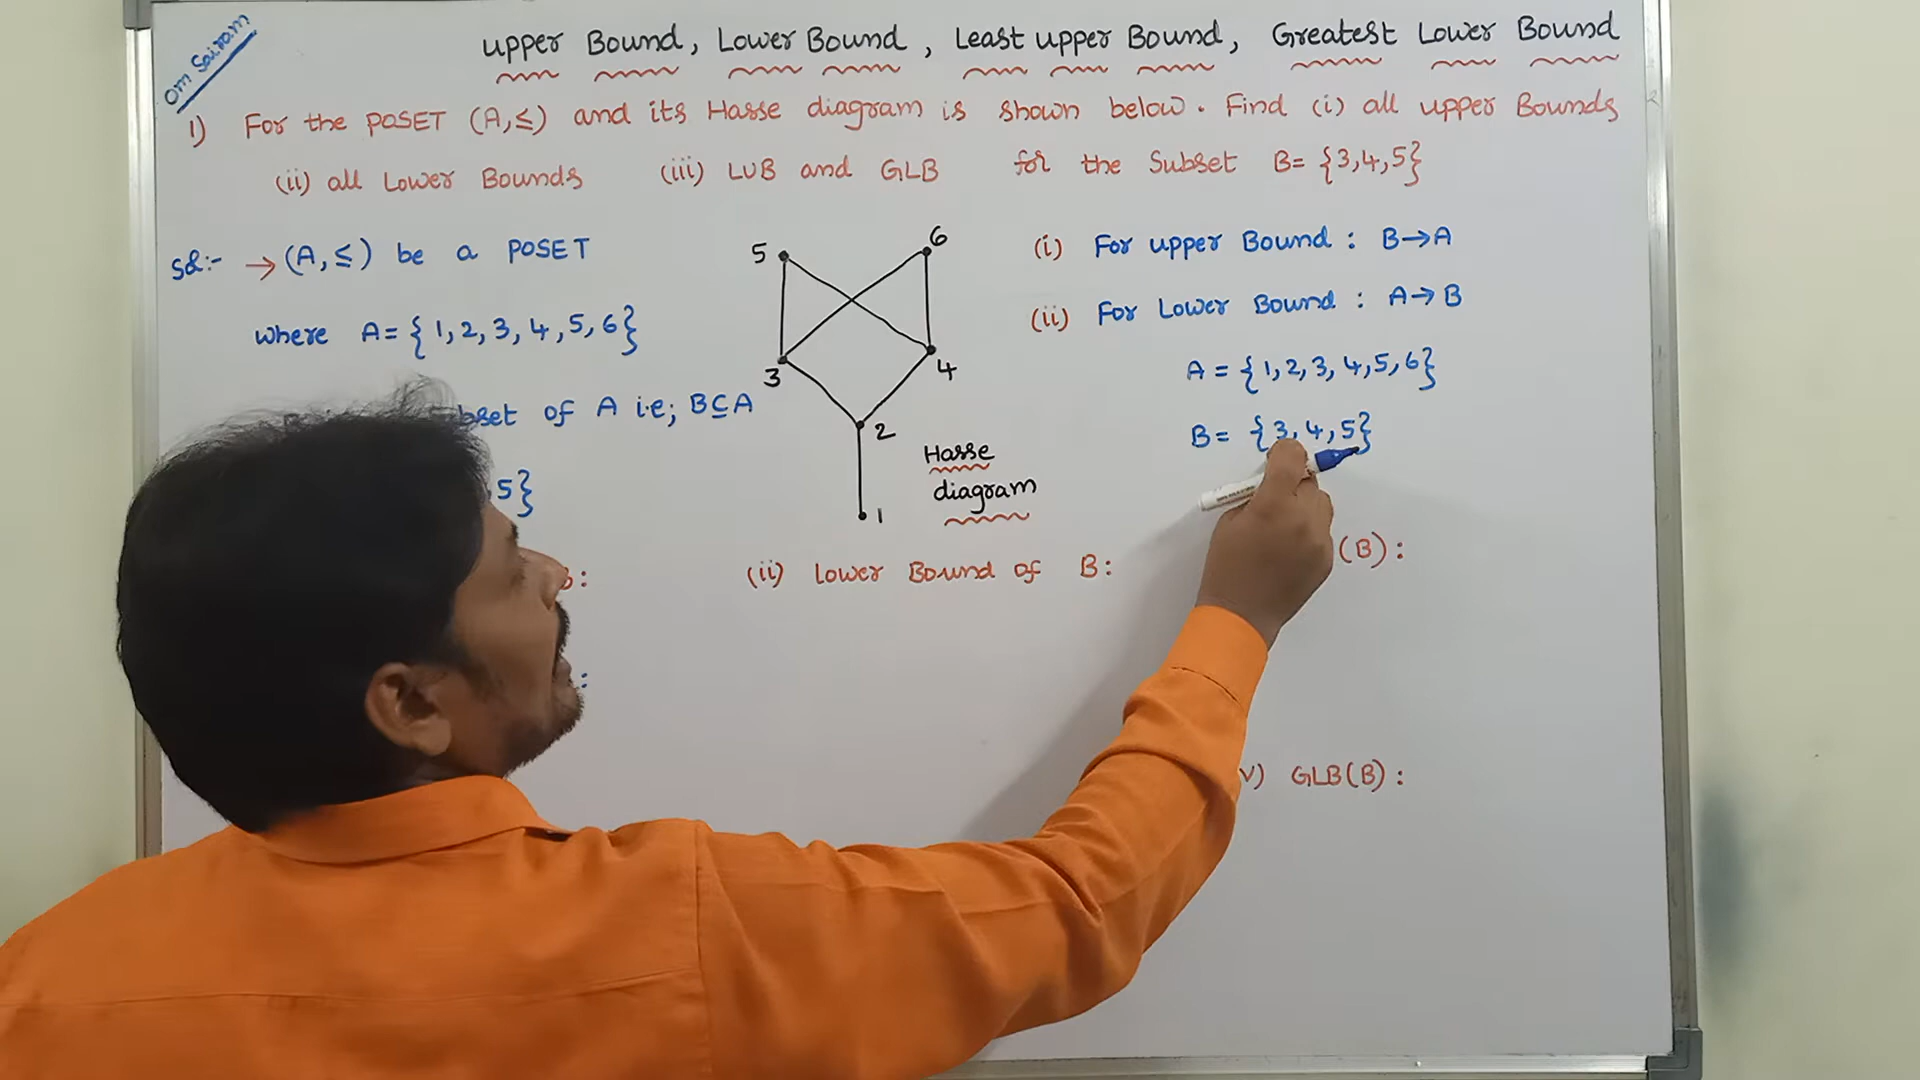 Om Sairam
Upper Bound, Lower Bound, Least upper Bound, Greatest Lower Bound
1) For the POSET (A,≤) and its Hasse diagram is shown below. Find (i) all upper Bounds
(ii) all Lower Bounds (iii) LUB and GLB for the Subset B= {3,4,5}
Sol:- → (A,≤) be a POSET
where A= {1,2,3,4,5,6}
of A i.e; B⊆A
,5}
5
6
3
4
2
1
Hasse
diagram
(i) For upper Bound : B→A
(ii) For Lower Bound : A→B
A = {1,2,3,4,5,6}
B= {3,4,5}
B:
(ii) Lower Bound of B:
(B):
:
v) GLB(B):